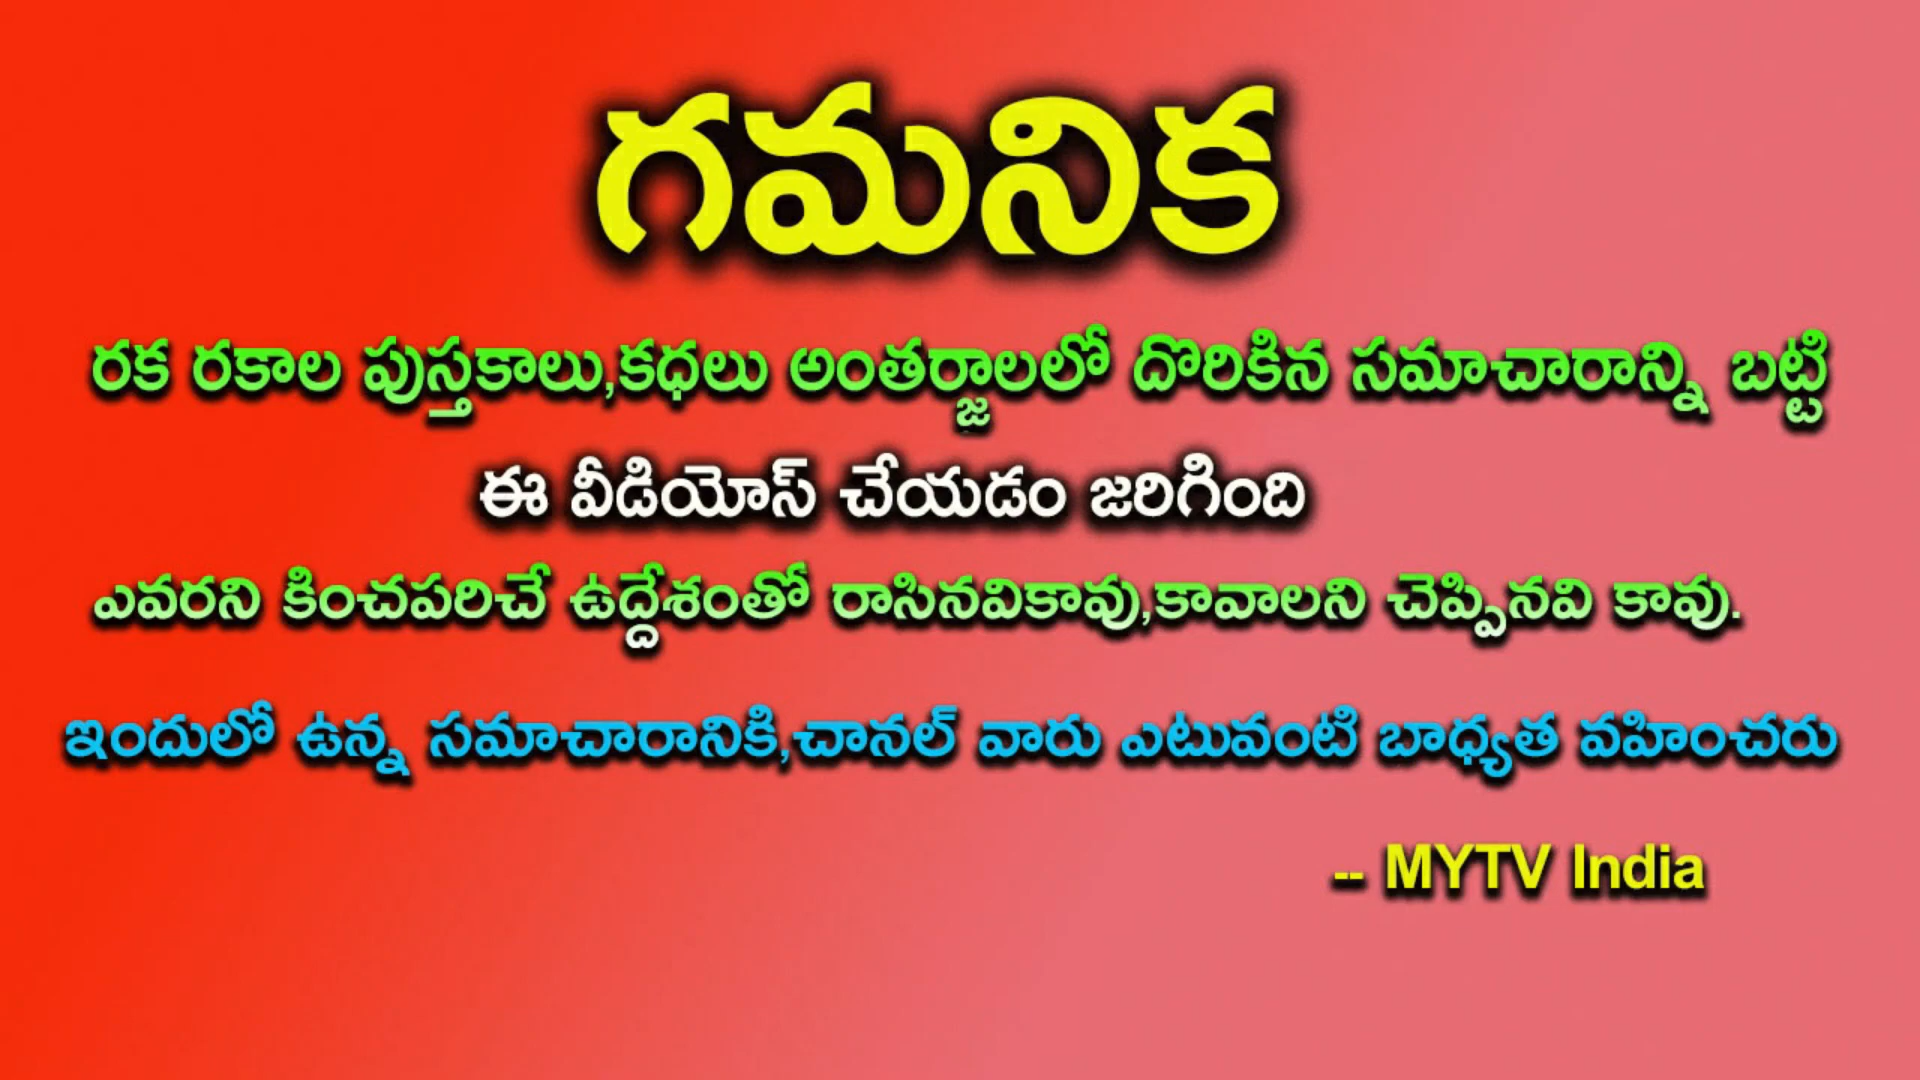 గమనిక
రక రకాల పుస్తకాలు,కధలు అంతర్జాలలో దొరికిన సమాచారాన్ని బట్టి
ఈ వీడియోస్ చేయడం జరిగింది
ఎవరని కించపరిచే ఉద్దేశంతో రాసినవికావు,కావాలని చెప్పినవి కావు.
ఇందులో ఉన్న సమాచారానికి,చానల్ వారు ఎటువంటి బాధ్యత వహించరు
-- MYTV India